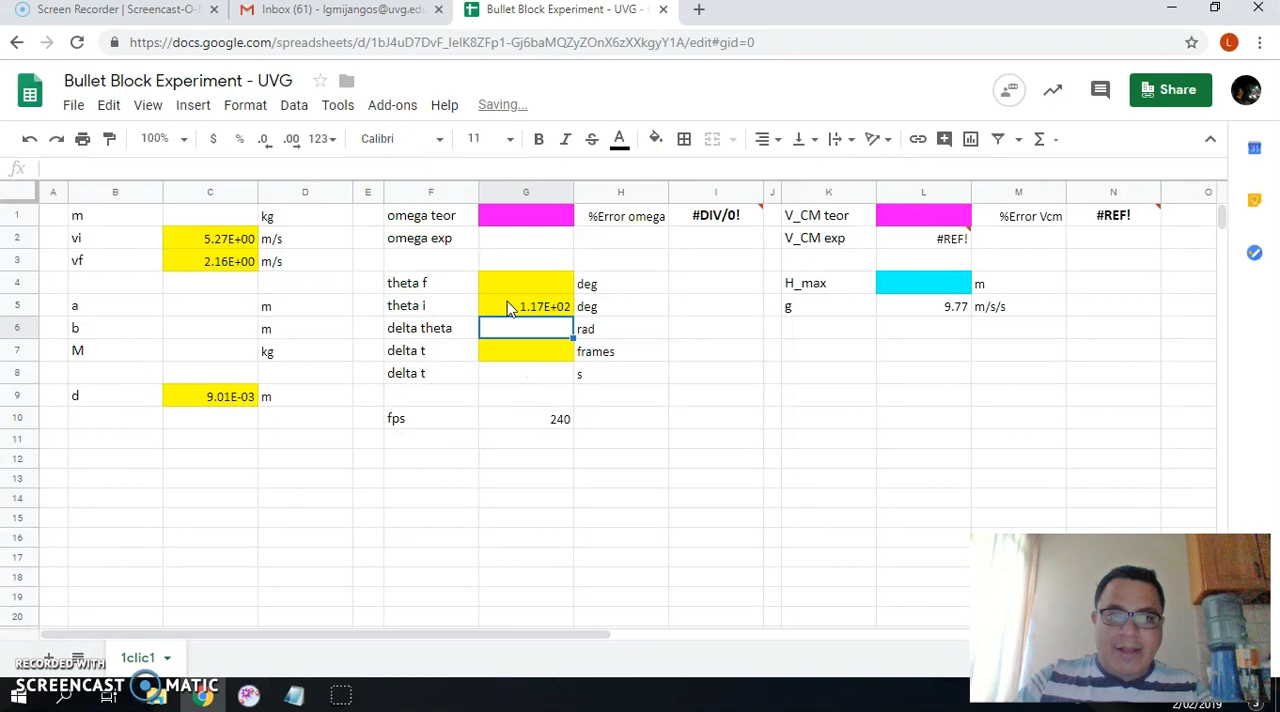 Screen Recorder | Screencast-O-
Inbox (61) - lgmijangos@uvg.edu.
Bullet Block Experiment - UVG -
https://docs.google.com/spreadsheets/d/1bJ4uD7DvF_IeIK8ZFp1-Gj6baMQZyZOnX6zXXkgyY1A/edit#gid=0
L
Bullet Block Experiment - UVG
File Edit View Insert Format Data Tools Add-ons Help Saving...
Share
100% $ % .0 .00 123 Calibri 11 B I S A
fx
A B C D E F G H I J K L M N O
1 m kg omega teor %Error omega #DIV/0! V_CM teor %Error Vcm #REF!
2 vi 5.27E+00 m/s omega exp V_CM exp #REF!
3 vf 2.16E+00 m/s
4 theta f deg H_max m
5 a m theta i 1.17E+02 deg g 9.77 m/s/s
6 b m delta theta rad
7 M kg delta t frames
8 delta t s
9 d 9.01E-03 m
10 fps 240
11
12
13
14
15
16
17
18
19
20
1clic1
RECORDED WITH
SCREENCAST MATIC
2/02/2019